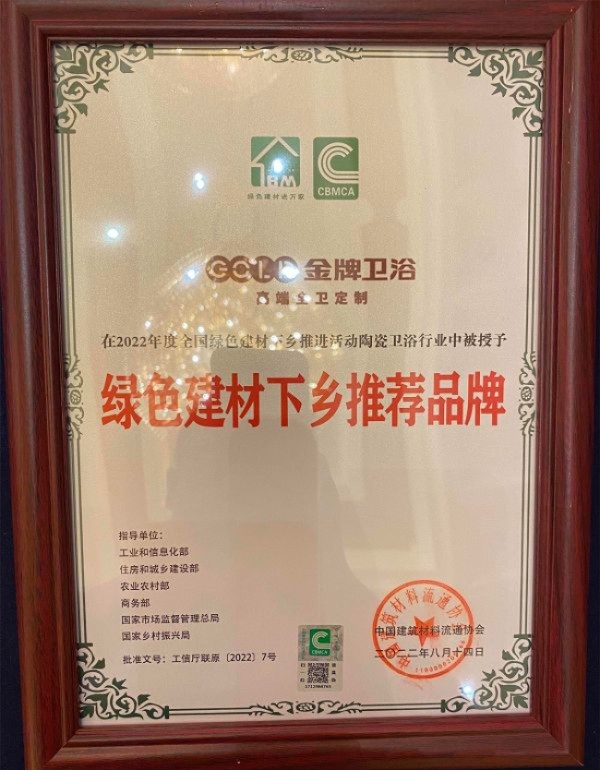 BM
绿色建材进万家
CBMCA
GOLD 金牌卫浴
高端全卫定制
在2022年度全国绿色建材下乡推进活动陶瓷卫浴行业中被授予
绿色建材下乡推荐品牌
指导单位：
工业和信息化部
住房和城乡建设部
农业农村部
商务部
国家市场监督管理总局
国家乡村振兴局
批准文号：工信厅联原〔2022〕7号
CBMCA
中国建筑材料流通协会
中国建筑材料流通协会
二〇二二年八月十四日